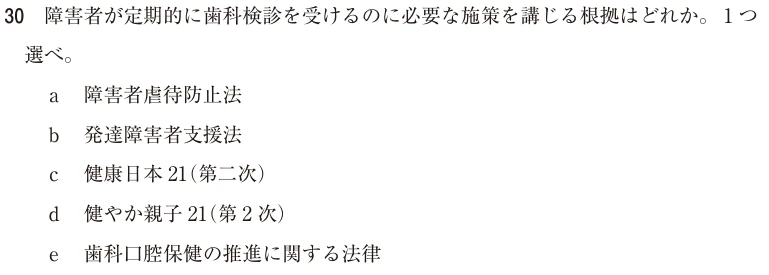 30 障害者が定期的に歯科検診を受けるのに必要な施策を講じる根拠はどれか。1つ
選べ。
a 障害者虐待防止法
b 発達障害者支援法
c 健康日本21(第二次)
d 健やか親子21(第2次)
e 歯科口腔保健の推進に関する法律